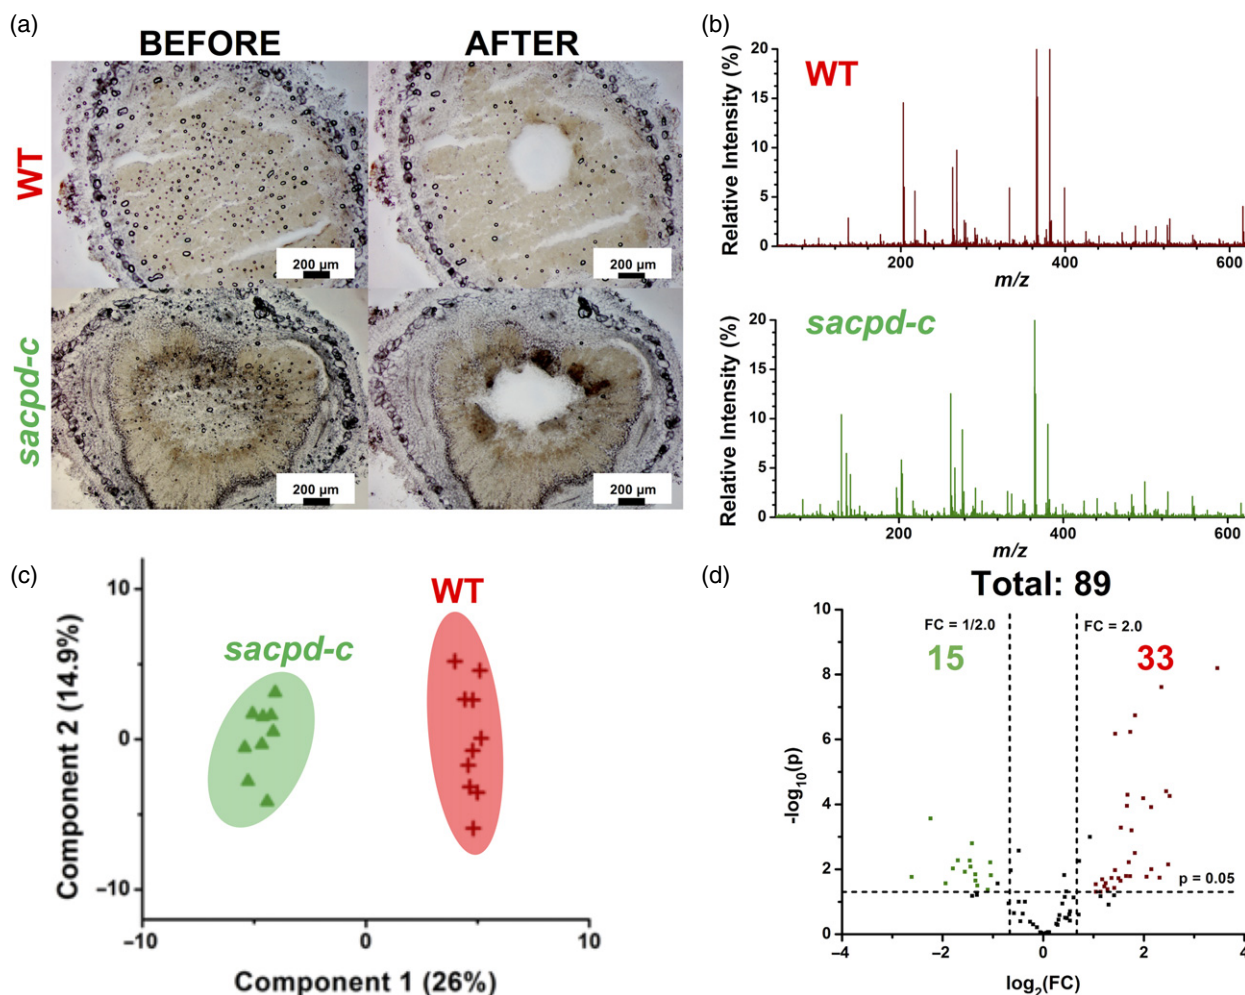 (a)
BEFORE
AFTER
WT
200 µm
200 µm
sacpd-c
200 µm
200 µm
(b)
WT
Relative Intensity (%)
20
15
10
5
0
200
400
600
m/z
sacpd-c
Relative Intensity (%)
20
15
10
5
0
200
400
600
m/z
(c)
WT
sacpd-c
Component 2 (14.9%)
10
0
−10
−10
0
10
Component 1 (26%)
(d)
Total: 89
FC = 1/2.0
FC = 2.0
15
33
p = 0.05
-log10(p)
10
8
6
4
2
0
−4
−2
0
2
4
log2(FC)